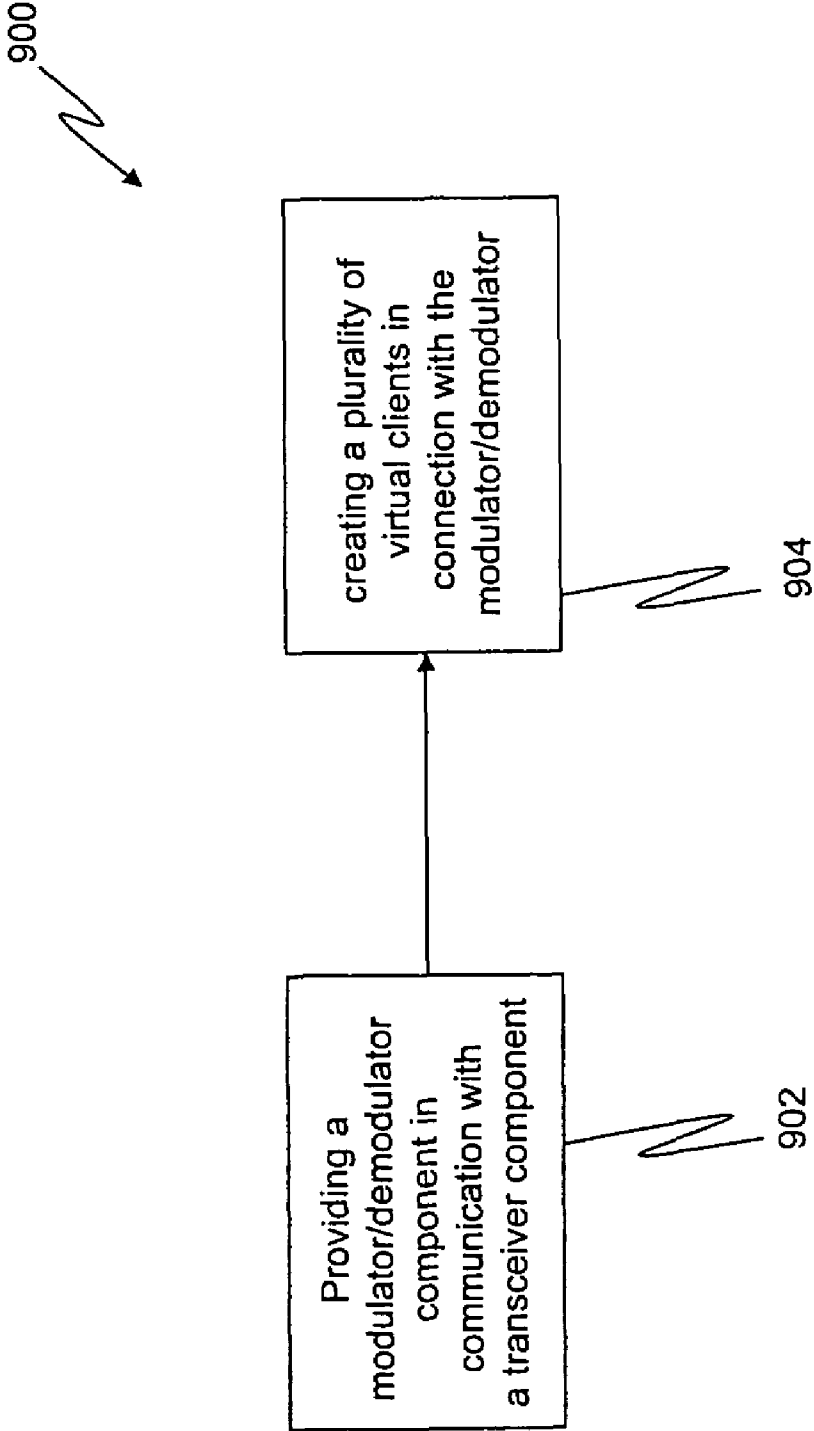 900
Providing a
modulator/demodulator
component in
communication with
a transceiver component
902
creating a plurality of
virtual clients in
connection with the
modulator/demodulator
904